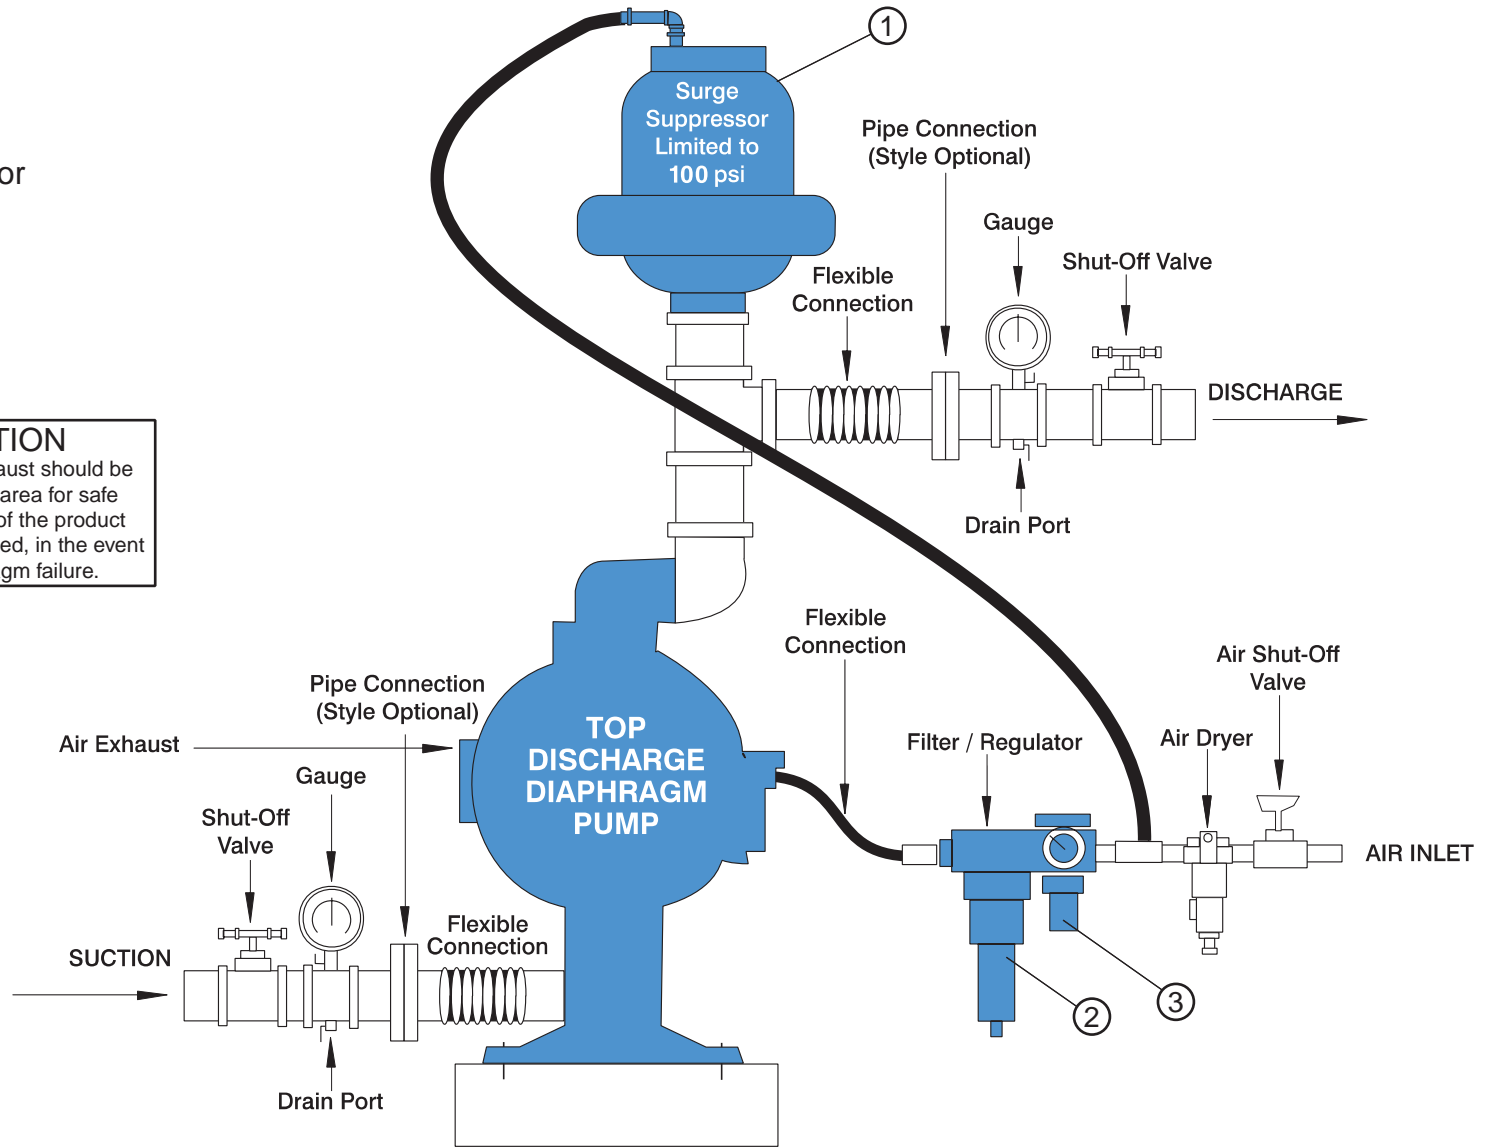 1
Surge
Suppressor
Limited to
100 psi
Pipe Connection
(Style Optional)
or
Gauge
Shut-Off Valve
Flexible
Connection
DISCHARGE
TION
aust should be
area for safe
of the product
ed, in the event
gm failure.
Drain Port
Flexible
Connection
Air Shut-Off
Valve
Pipe Connection
(Style Optional)
TOP
DISCHARGE
DIAPHRAGM
PUMP
Air Exhaust
Filter / Regulator
Air Dryer
Gauge
Shut-Off
Valve
AIR INLET
Flexible
Connection
SUCTION
3
2
Drain Port